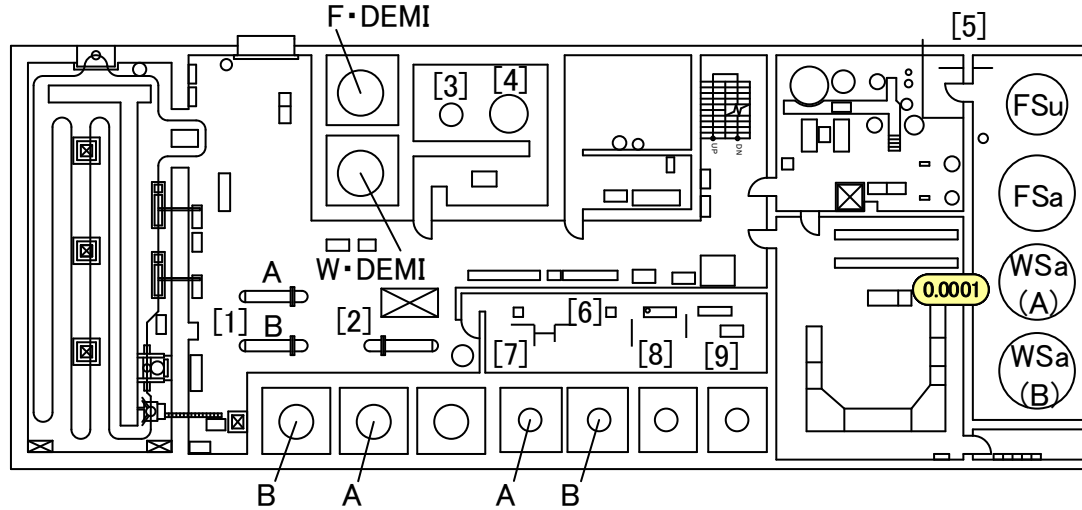 F・DEMI
[5]
[3]
[4]
FSu
UP
DN
FSa
W・DEMI
A
WSa
(A)
0.0001
[1]
B
[2]
[6]
[7]
[8]
[9]
WSa
(B)
B
A
A
B